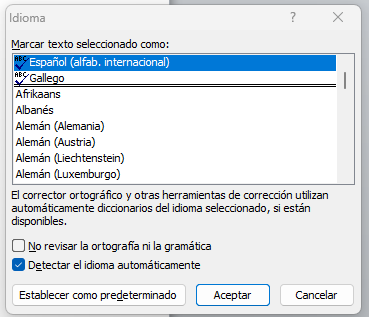 Idioma
?
Marcar texto seleccionado como:
ABC Español (alfab. internacional)
ABC Gallego
Afrikaans
Albanés
Alemán (Alemania)
Alemán (Austria)
Alemán (Liechtenstein)
Alemán (Luxemburgo)
El corrector ortográfico y otras herramientas de corrección utilizan
automáticamente diccionarios del idioma seleccionado, si están
disponibles.
No revisar la ortografía ni la gramática
Detectar el idioma automáticamente
Establecer como predeterminado
Aceptar
Cancelar